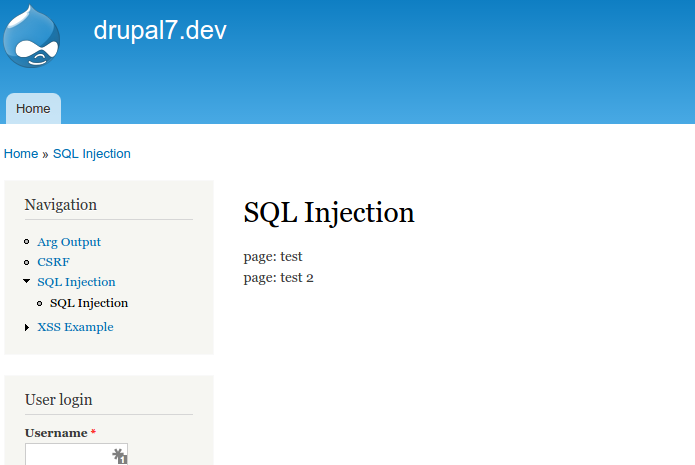 drupal7.dev
Home
Home » SQL Injection
Navigation
Arg Output
CSRF
SQL Injection
SQL Injection
XSS Example
SQL Injection
page: test
page: test 2
User login
Username *
1